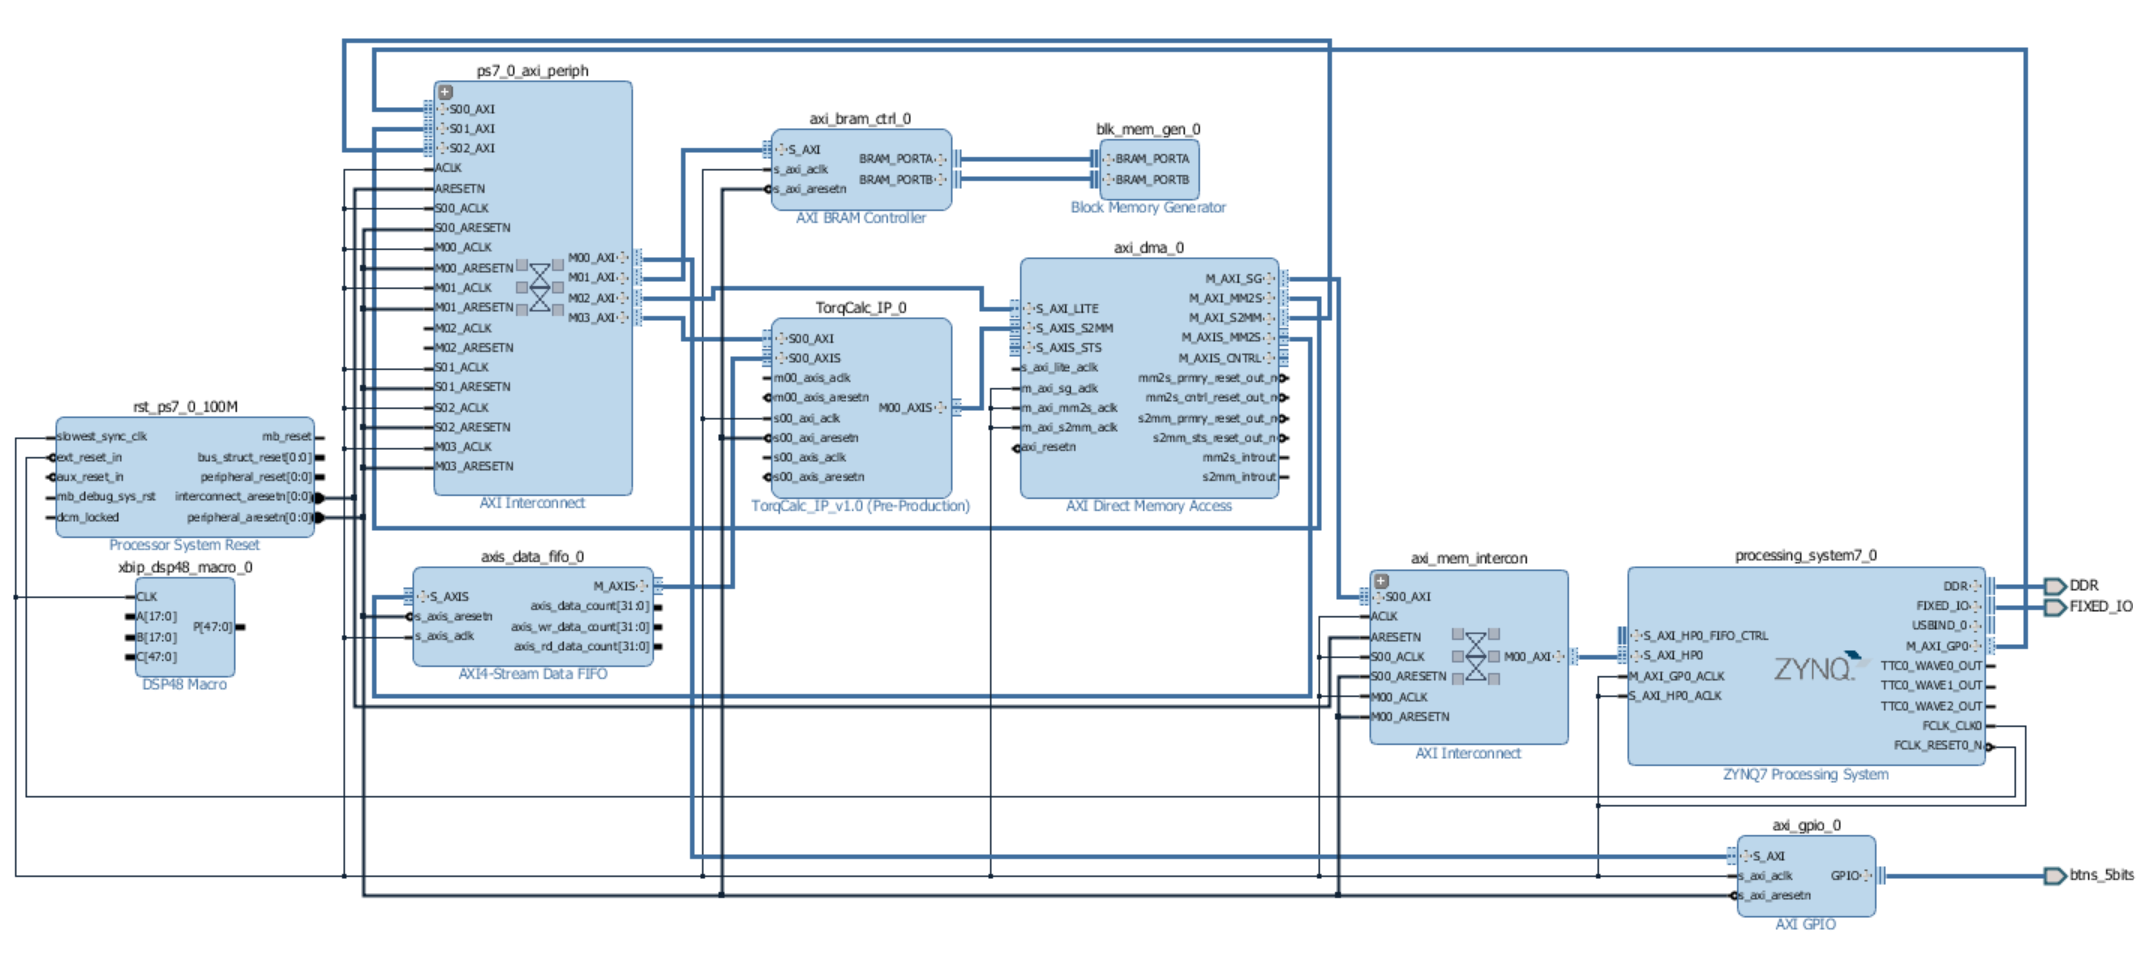 ps7_0_axi_periph
S00_AXI
S01_AXI
S02_AXI
ACLK
ARESETN
S00_ACLK
S00_ARESETN
M00_ACLK
M00_ARESETN
M01_ACLK
M01_ARESETN
M02_ACLK
M02_ARESETN
S01_ACLK
S01_ARESETN
S02_ACLK
S02_ARESETN
M03_ACLK
M03_ARESETN
M00_AXI
M01_AXI
M02_AXI
M03_AXI
AXI Interconnect
axi_bram_ctrl_0
S_AXI
s_axi_aclk
s_axi_aresetn
BRAM_PORTA
BRAM_PORTB
AXI BRAM Controller
blk_mem_gen_0
BRAM_PORTA
BRAM_PORTB
Block Memory Generator
axi_dma_0
S_AXI_LITE
S_AXIS_S2MM
S_AXIS_STS
s_axi_lite_aclk
m_axi_sg_aclk
m_axi_mm2s_aclk
m_axi_s2mm_aclk
axi_resetn
M_AXI_SG
M_AXI_MM2S
M_AXI_S2MM
M_AXIS_MM2S
M_AXIS_CNTRL
mm2s_prmry_reset_out_n
mm2s_cntrl_reset_out_n
s2mm_prmry_reset_out_n
s2mm_sts_reset_out_n
mm2s_introut
s2mm_introut
AXI Direct Memory Access
TorqCalc_IP_0
S00_AXI
S00_AXIS
m00_axis_aclk
m00_axis_aresetn
s00_axi_aclk
s00_axi_aresetn
s00_axis_aclk
s00_axis_aresetn
M00_AXIS
TorqCalc_IP_v1.0 (Pre-Production)
rst_ps7_0_100M
slowest_sync_clk
ext_reset_in
aux_reset_in
mb_debug_sys_rst
dcm_locked
mb_reset
bus_struct_reset[0:0]
peripheral_reset[0:0]
interconnect_aresetn[0:0]
peripheral_aresetn[0:0]
Processor System Reset
xbip_dsp48_macro_0
CLK
A[17:0]
B[17:0]
C[47:0]
P[47:0]
DSP48 Macro
axis_data_fifo_0
S_AXIS
s_axis_aresetn
s_axis_aclk
M_AXIS
axis_data_count[31:0]
axis_wr_data_count[31:0]
axis_rd_data_count[31:0]
AXI4-Stream Data FIFO
axi_mem_intercon
S00_AXI
ACLK
ARESETN
S00_ACLK
S00_ARESETN
M00_ACLK
M00_ARESETN
M00_AXI
AXI Interconnect
processing_system7_0
S_AXI_HP0_FIFO_CTRL
S_AXI_HP0
M_AXI_GP0_ACLK
S_AXI_HP0_ACLK
ZYNQ
DDR
FIXED_IO
USBIND_0
M_AXI_GP0
TTC0_WAVE0_OUT
TTC0_WAVE1_OUT
TTC0_WAVE2_OUT
FCLK_CLK0
FCLK_RESET0_N
ZYNQ7 Processing System
DDR
FIXED_IO
axi_gpio_0
S_AXI
s_axi_aclk
s_axi_aresetn
GPIO
AXI GPIO
btns_5bits